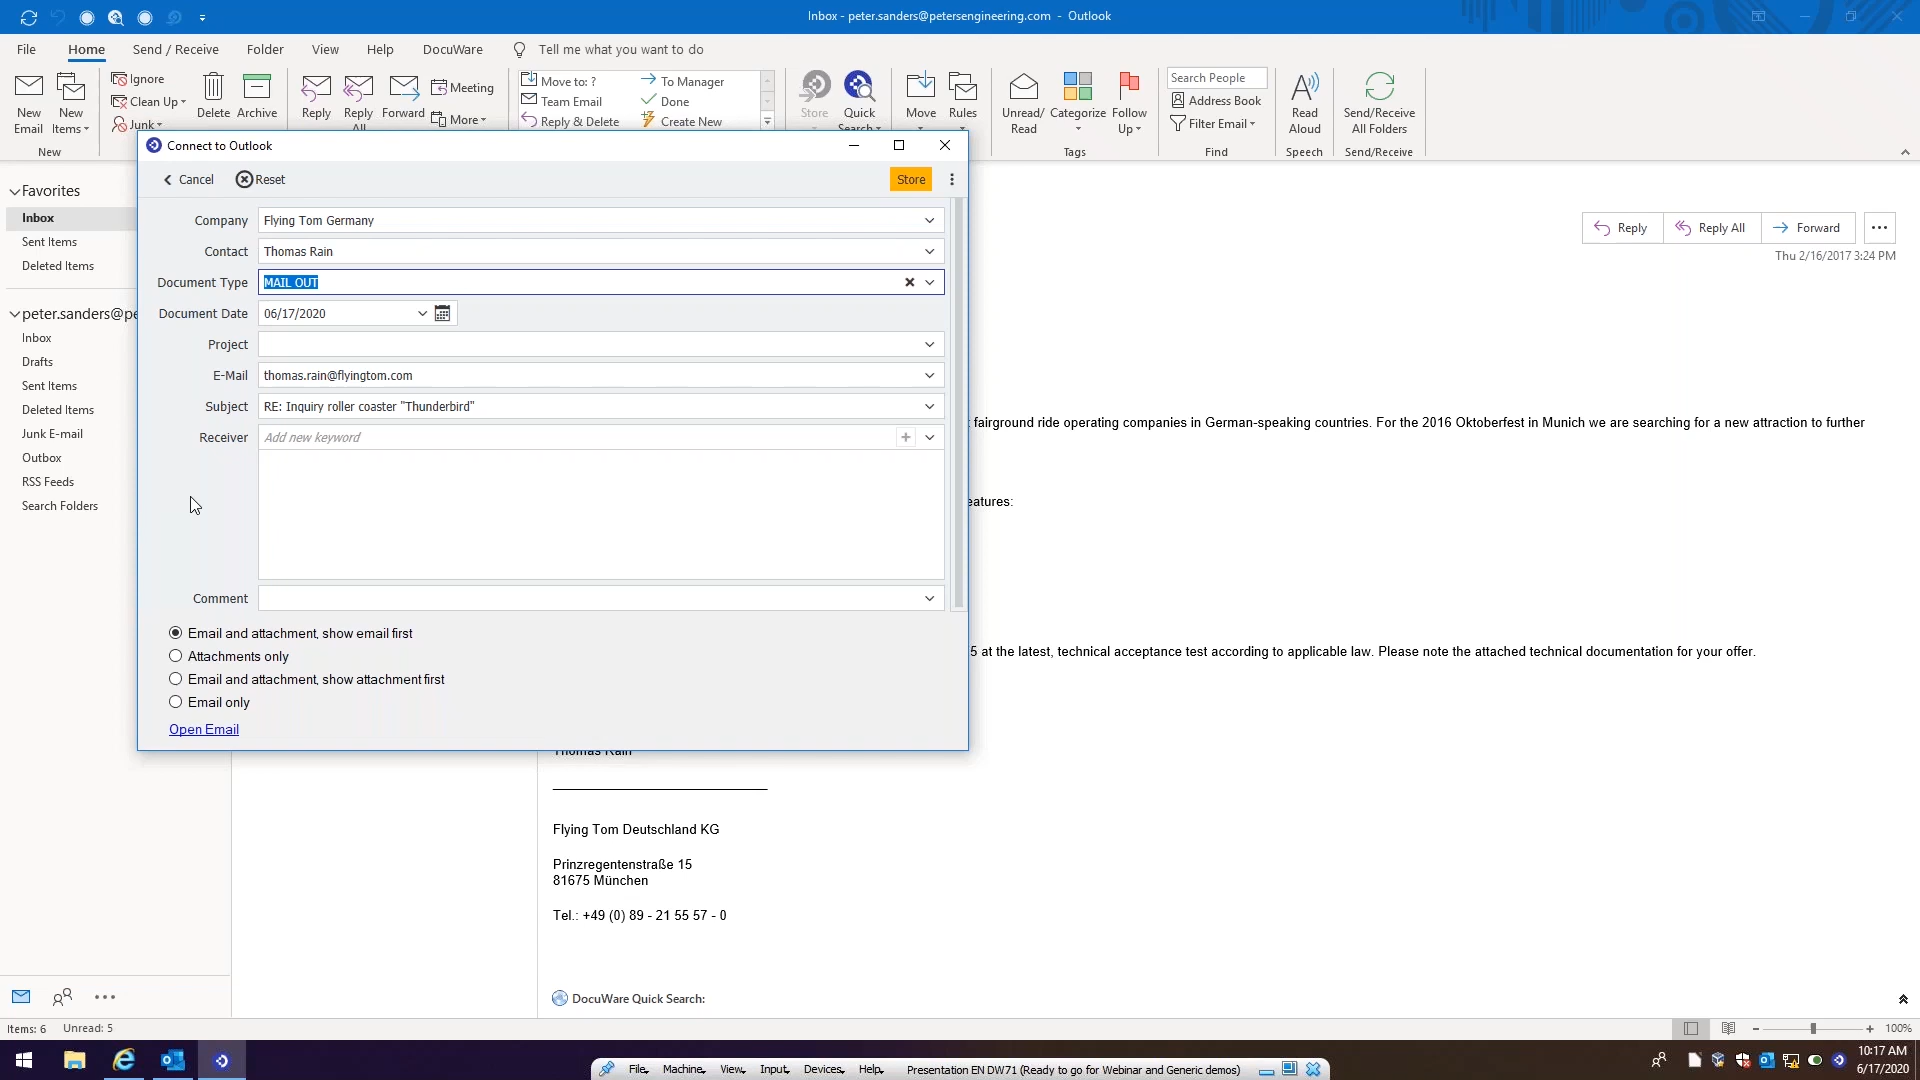 Inbox - peter.sanders@petersengineering.com - Outlook
File Home Send / Receive Folder View Help DocuWare Tell me what you want to do
New Email
New Items
Ignore
Clean Up
Junk
Delete Archive
Reply Reply All Forward
Meeting
More
Move to: ? To Manager
Team Email Done
Reply & Delete Create New
Store
Quick Search
Move Rules
Unread/ Read
Categorize
Follow Up
Search People
Address Book
Filter Email
Read Aloud
Send/Receive All Folders
New Tags Find Speech Send/Receive
Connect to Outlook
Cancel Reset Store
Company Flying Tom Germany
Contact Thomas Rain
Document Type MAIL OUT
Document Date 06/17/2020
Project
E-Mail thomas.rain@flyingtom.com
Subject RE: Inquiry roller coaster "Thunderbird"
Receiver Add new keyword
Comment
Email and attachment, show email first
Attachments only
Email and attachment, show attachment first
Email only
Open Email
Favorites
Inbox
Sent Items
Deleted Items
peter.sanders@pe
Inbox
Drafts
Sent Items
Deleted Items
Junk E-mail
Outbox
RSS Feeds
Search Folders
Reply Reply All Forward
Thu 2/16/2017 3:24 PM
fairground ride operating companies in German-speaking countries. For the 2016 Oktoberfest in Munich we are searching for a new attraction to further
eatures:
5 at the latest, technical acceptance test according to applicable law. Please note the attached technical documentation for your offer.
Thomas Rain
Flying Tom Deutschland KG
Prinzregentenstraße 15
81675 München
Tel.: +49 (0) 89 - 21 55 57 - 0
DocuWare Quick Search:
Items: 6 Unread: 5
100%
File Machine View Input Devices Help Presentation EN DW71 (Ready to go for Webinar and Generic demos)
10:17 AM
6/17/2020